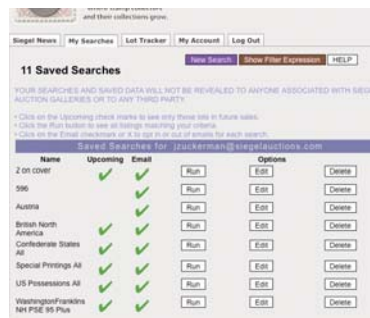 and their collections grow.
Siegel News My Searches Lot Tracker My Account Log Out
New Search Show Filter Expression HELP
11 Saved Searches
YOUR SEARCHES AND SAVED DATA WILL NOT BE REVEALED TO ANYONE ASSOCIATED WITH SIEG
AUCTION GALLERIES OR TO ANY THIRD PARTY.
• Click on the Upcoming check marks to see only those lots in future sales.
• Click the Run button to see all listings matching your criteria.
• Click on the Email checkmark or X to opt in or out of emails for each search.
Saved Searches for jzuckerman@siegelauctions.com
Name Upcoming Email Options
2 on cover Run Edit Delete
596 Run Edit Delete
Austria Run Edit Delete
British North
America Run Edit Delete
Confederate States
All Run Edit Delete
Special Printings All Run Edit Delete
US Possessions All Run Edit Delete
WashingtonFranklins
NH PSE 95 Plus Run Edit Delete